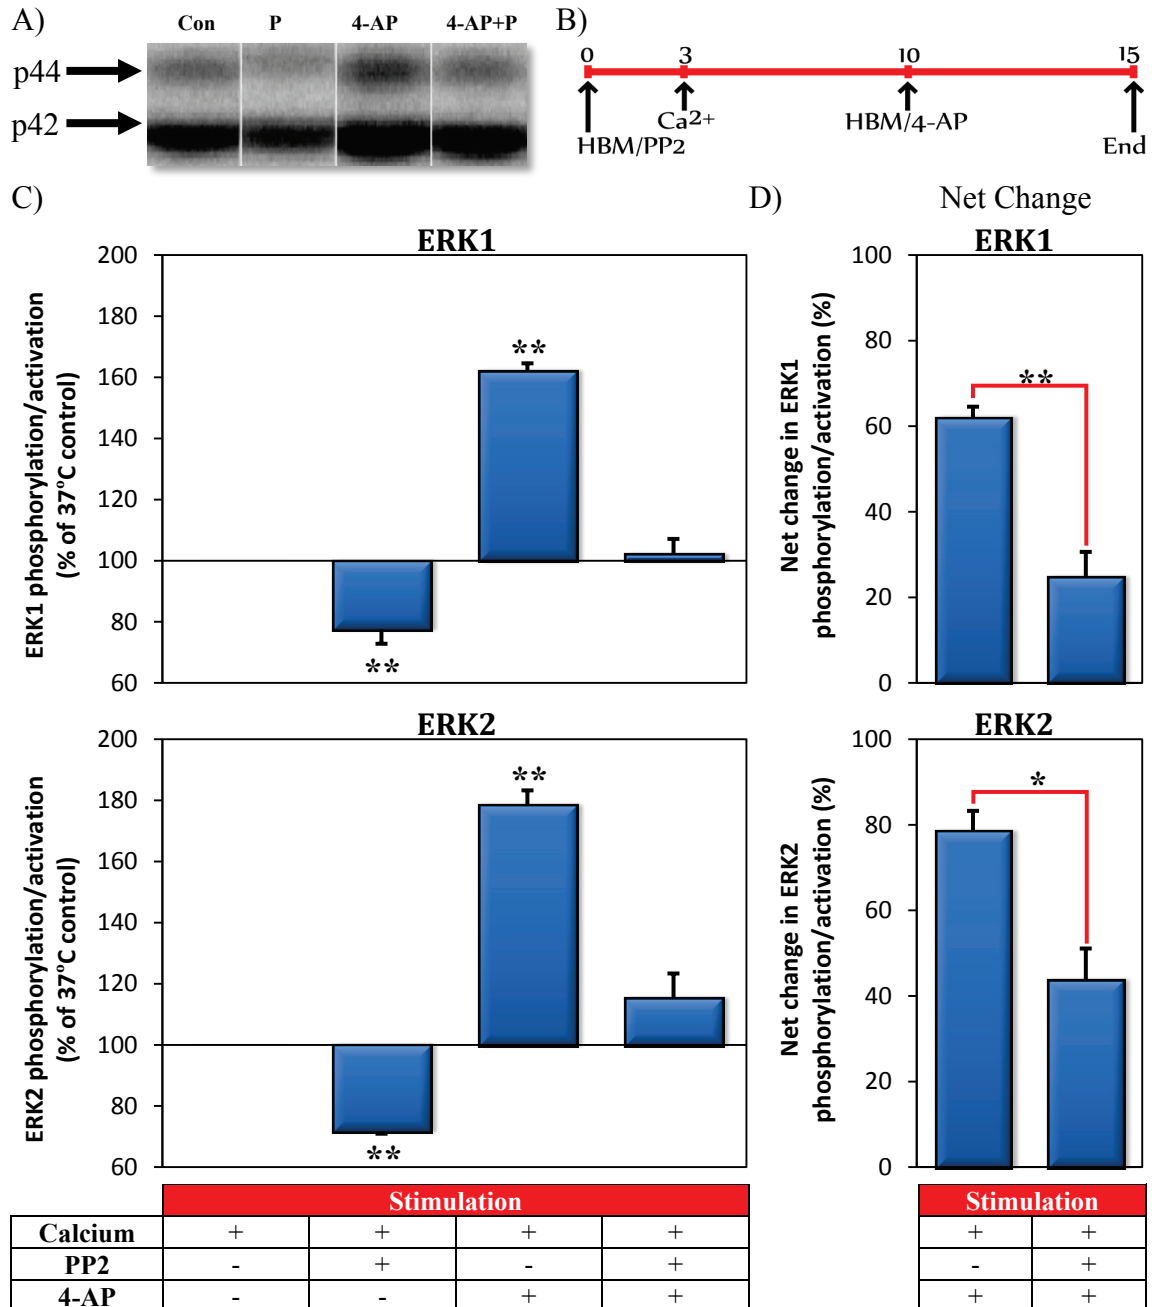 A)
Con P 4-AP 4-AP+P
p44
p42
B)
0 3 10 15
Ca2+
HBM/4-AP
HBM/PP2
End
C)
ERK1
200
180
160
140
120
100
80
60
ERK1 phosphorylation/activation
(% of 37°C control)
**
**
ERK2
200
180
160
140
120
100
80
60
ERK2 phosphorylation/activation
(% of 37°C control)
**
**
D)
Net Change
ERK1
100
80
60
40
20
0
Net change in ERK1
phosphorylation/activation (%)
**
ERK2
100
80
60
40
20
0
Net change in ERK2
phosphorylation/activation (%)
*
Stimulation
Calcium + + + +
PP2 - + - +
4-AP - - + +
Stimulation
+ +
- +
+ +